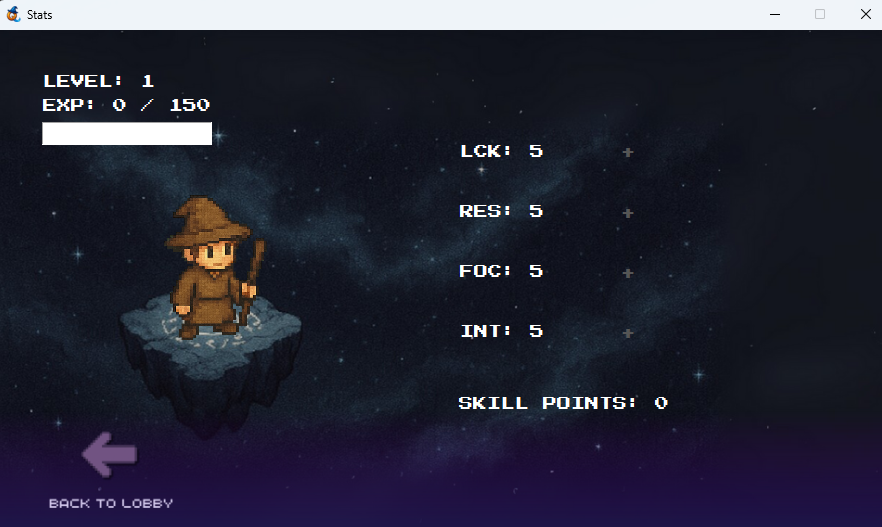 Stats
LEVEL: 1
EXP: 0 / 150
LCK: 5 +
RES: 5 +
FOC: 5 +
INT: 5 +
SKILL POINTS: 0
BACK TO LOBBY